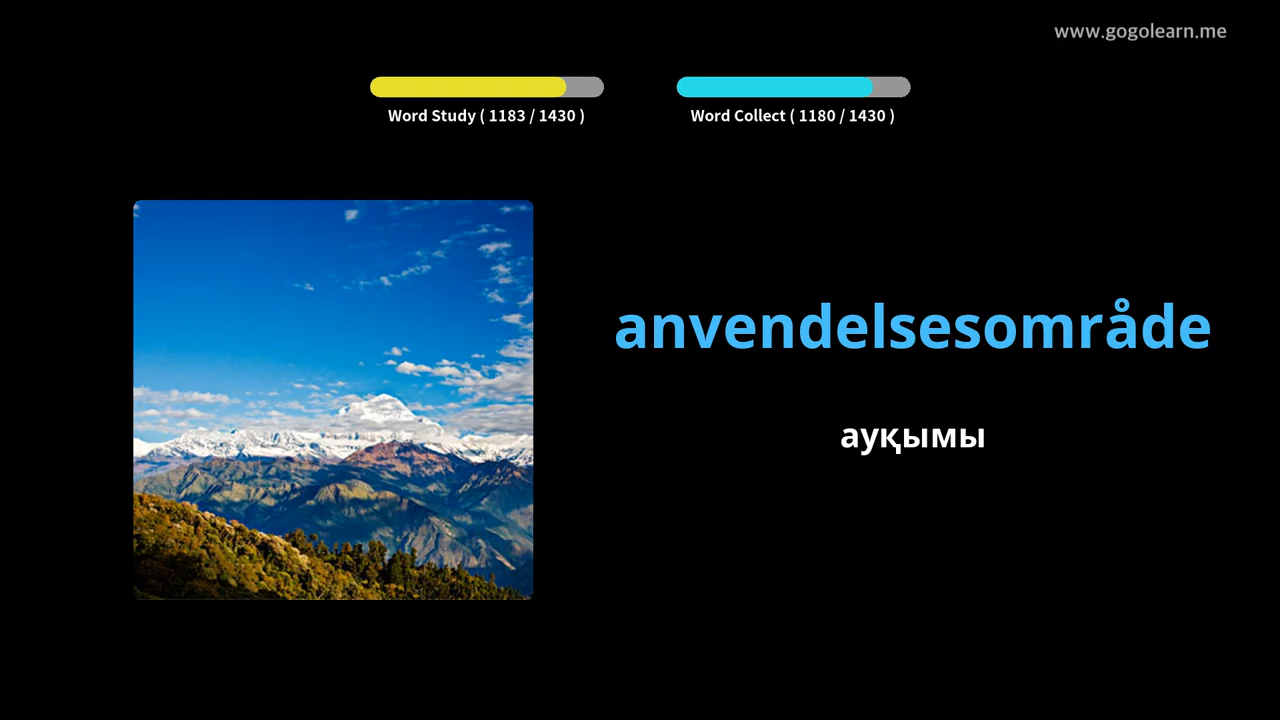 www.gogolearn.me
Word Study ( 1183 / 1430 )
Word Collect ( 1180 / 1430 )
anvendelsesområde
ауқымы